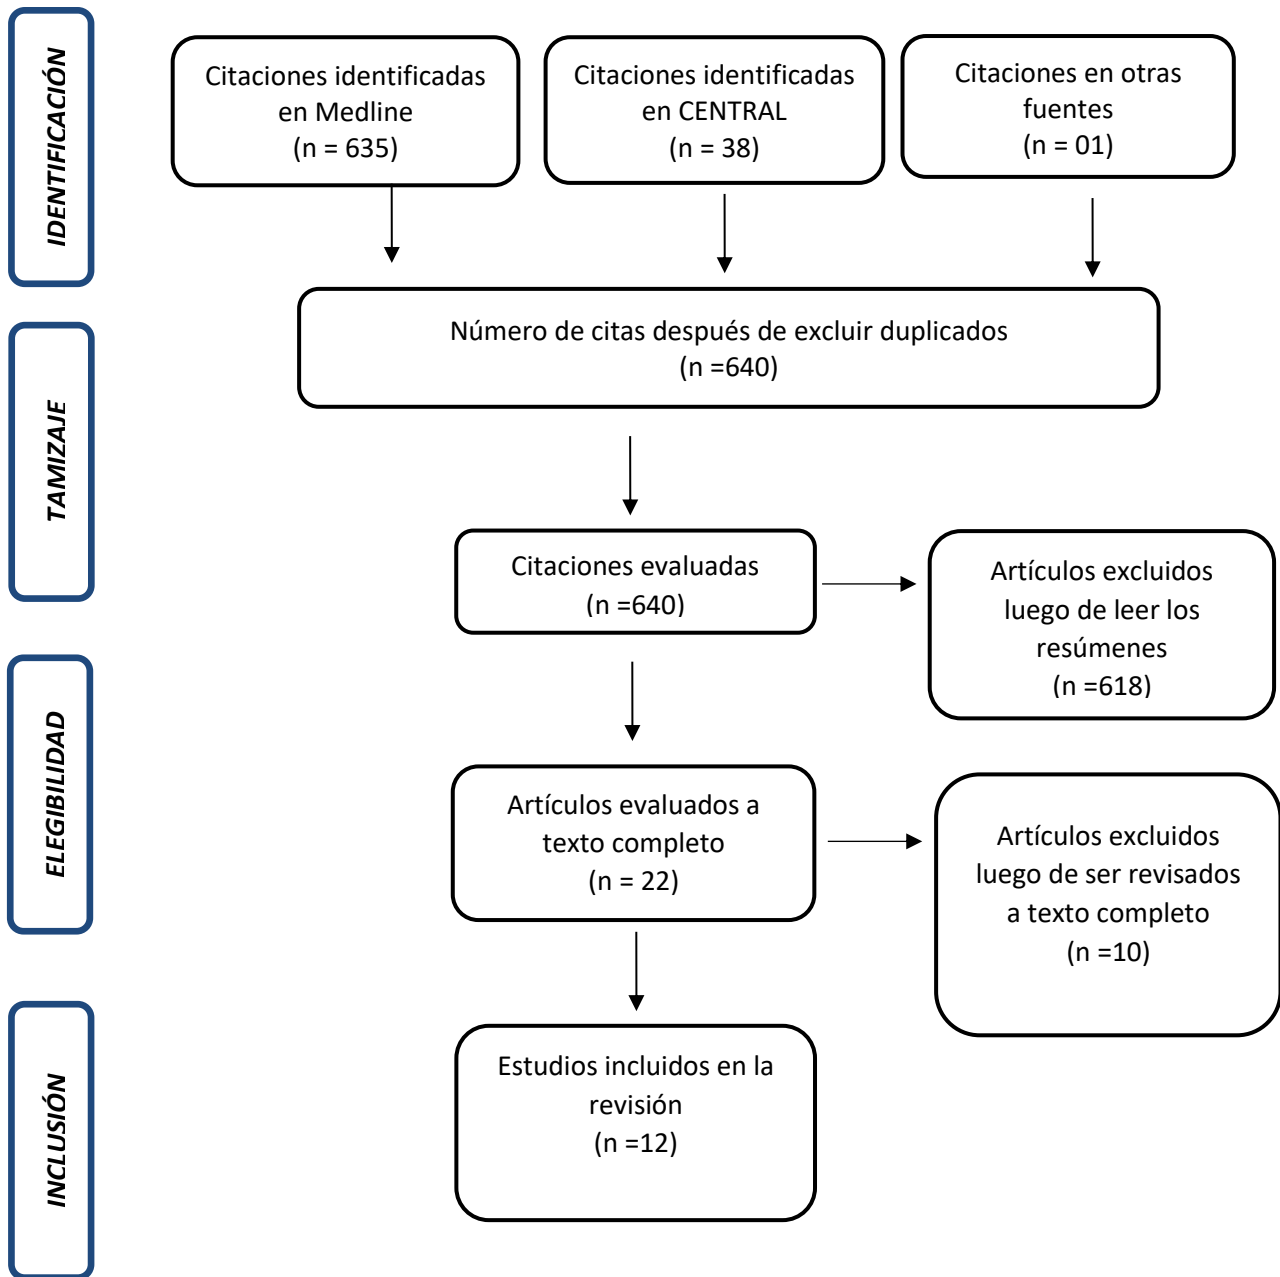 IDENTIFICACIÓN
Citaciones identificadas
en Medline
(n = 635)
Citaciones identificadas
en CENTRAL
(n = 38)
Citaciones en otras
fuentes
(n = 01)
Número de citas después de excluir duplicados
(n =640)
TAMIZAJE
Citaciones evaluadas
(n =640)
Artículos excluidos
luego de leer los
resúmenes
(n =618)
ELEGIBILIDAD
Artículos evaluados a
texto completo
(n = 22)
Artículos excluidos
luego de ser revisados
a texto completo
(n =10)
INCLUSIÓN
Estudios incluidos en la
revisión
(n =12)